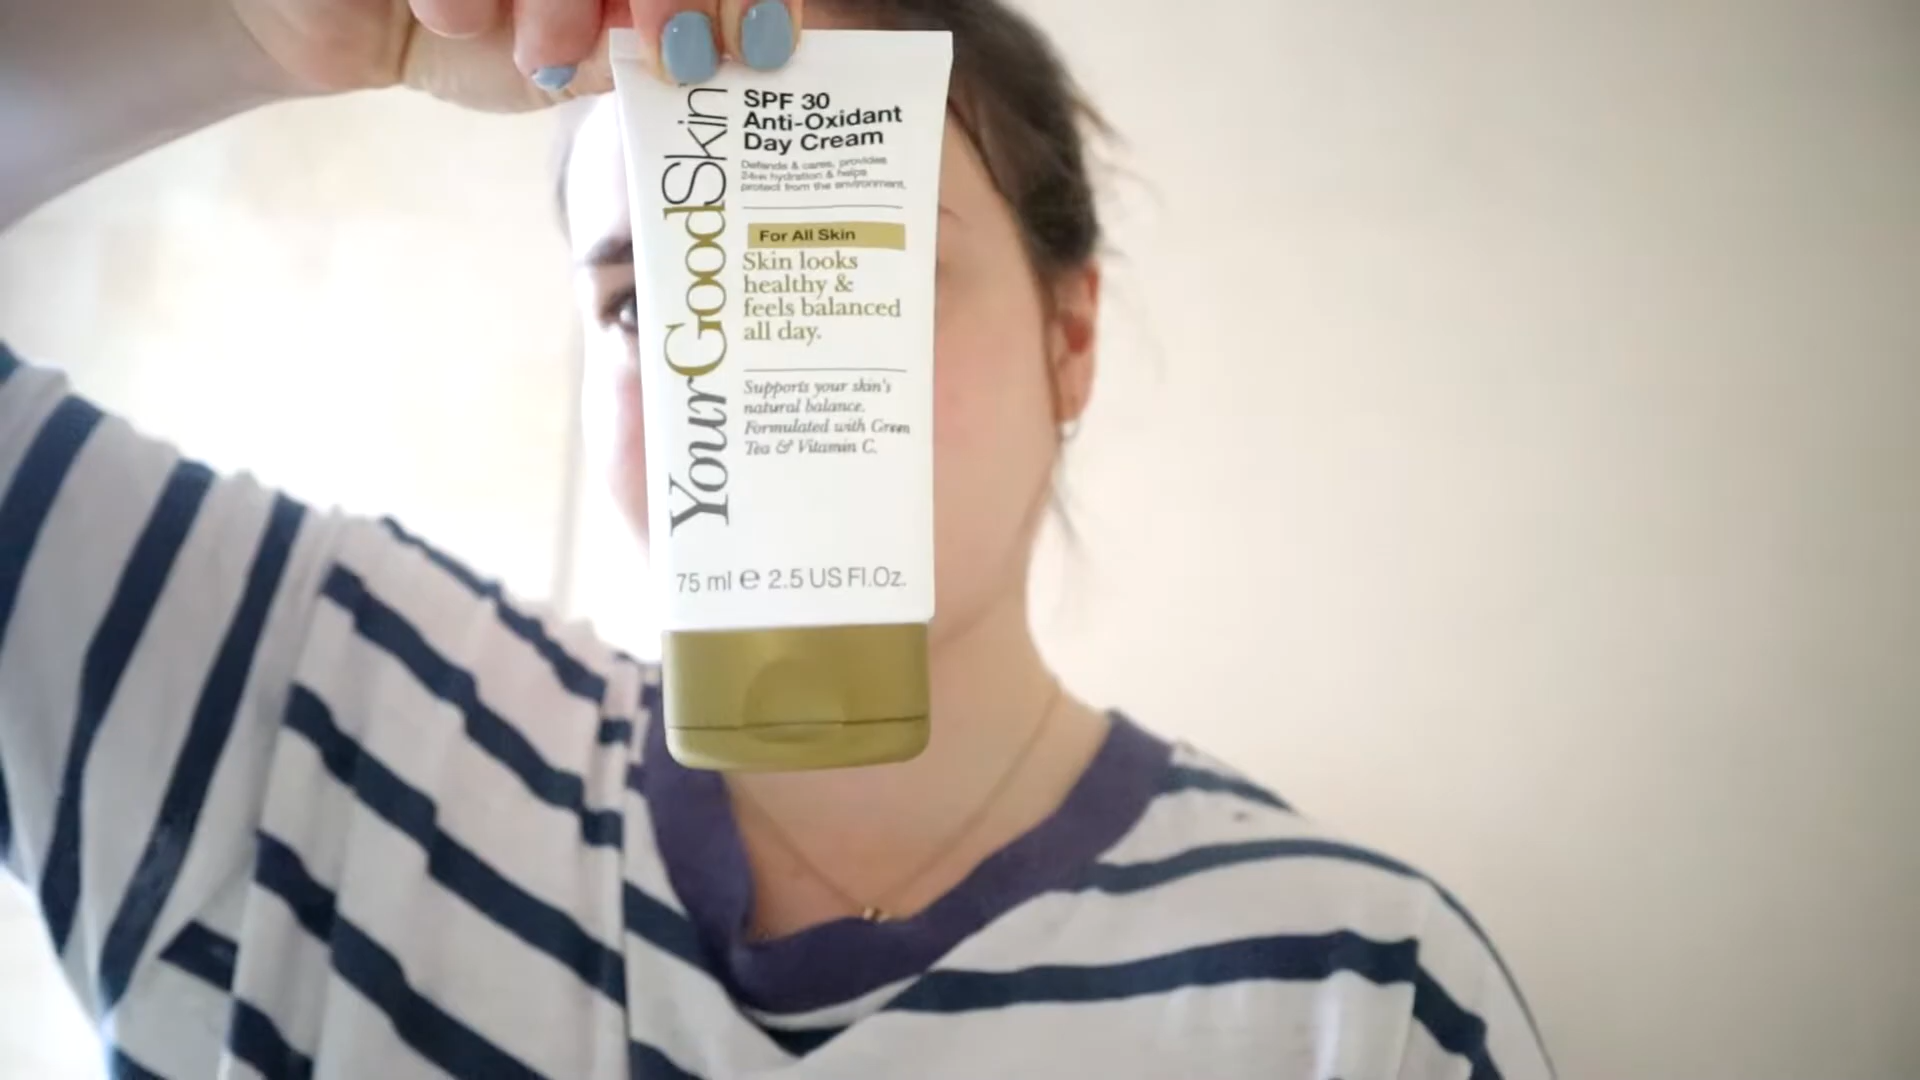 YourGoodSkin
SPF 30
Anti-Oxidant
Day Cream
Defends & cares, provides
24hr hydration & helps
protect from the environment.
For All Skin
Skin looks
healthy &
feels balanced
all day.
Supports your skin's
natural balance.
Formulated with Green
Tea & Vitamin C.
75 ml e 2.5 US Fl.Oz.